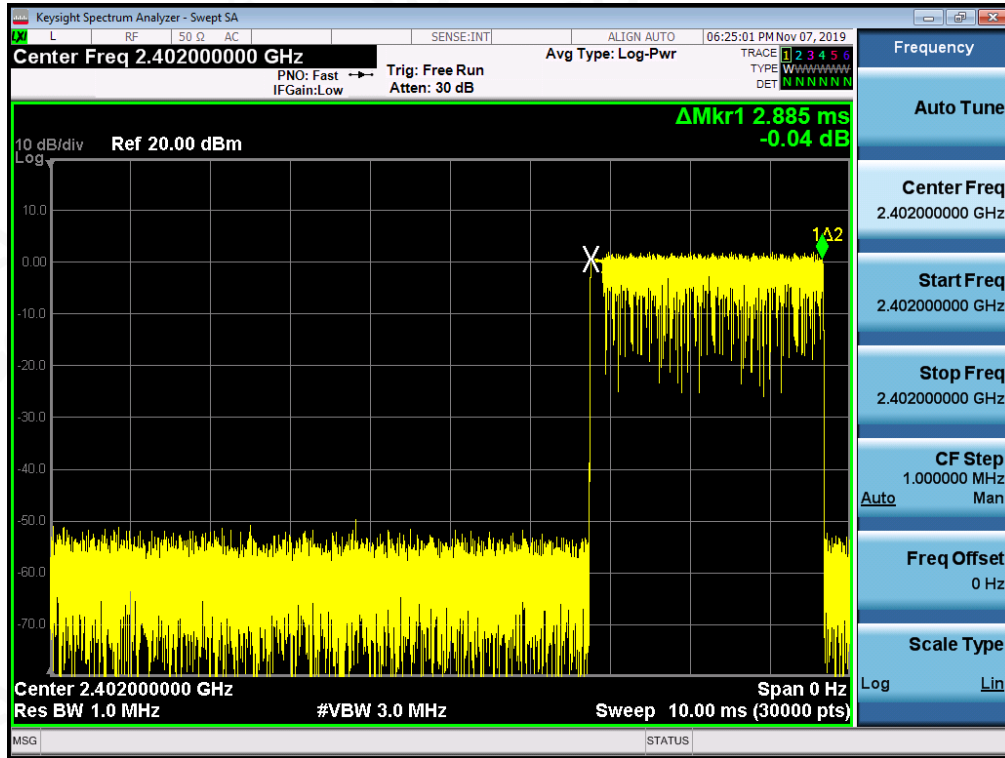 Keysight Spectrum Analyzer - Swept SA
LXI L RF 50 Ω AC SENSE:INT ALIGN AUTO 06:25:01 PM Nov 07, 2019
Center Freq 2.402000000 GHz
PNO: Fast
IFGain:Low
Trig: Free Run
Atten: 30 dB
Avg Type: Log-Pwr
TRACE 1 2 3 4 5 6
TYPE WWWWWW
DET N N N N N N
ΔMkr1 2.885 ms
-0.04 dB
10 dB/div Ref 20.00 dBm
Log
10.0
0.00
-10.0
-20.0
-30.0
-40.0
-50.0
-60.0
-70.0
X
1Δ2
Center 2.402000000 GHz Span 0 Hz
Res BW 1.0 MHz #VBW 3.0 MHz Sweep 10.00 ms (30000 pts)
MSG STATUS
Frequency
Auto Tune
Center Freq
2.402000000 GHz
Start Freq
2.402000000 GHz
Stop Freq
2.402000000 GHz
CF Step
1.000000 MHz
Auto Man
Freq Offset
0 Hz
Scale Type
Log Lin